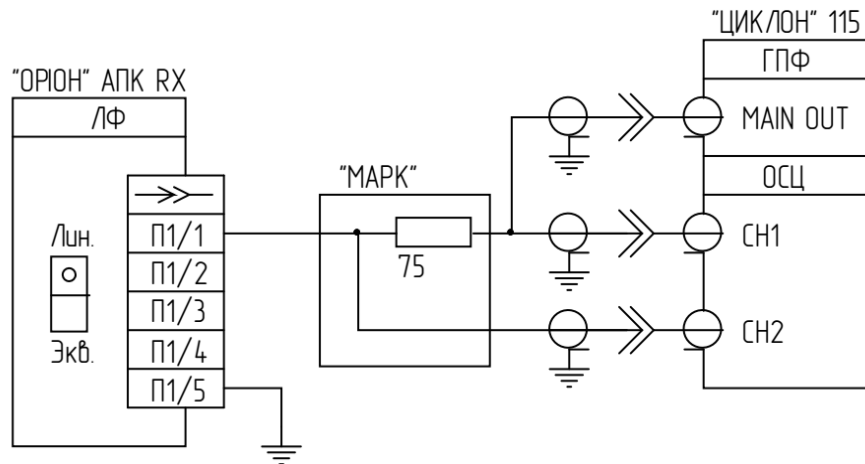 "ЦИКЛОН" 115
ГПФ
"ОРІОН" АПК RX
ЛФ
MAIN OUT
"МАРК"
ОСЦ
Лин.
П1/1
75
CH1
П1/2
П1/3
CH2
Экв.
П1/4
П1/5